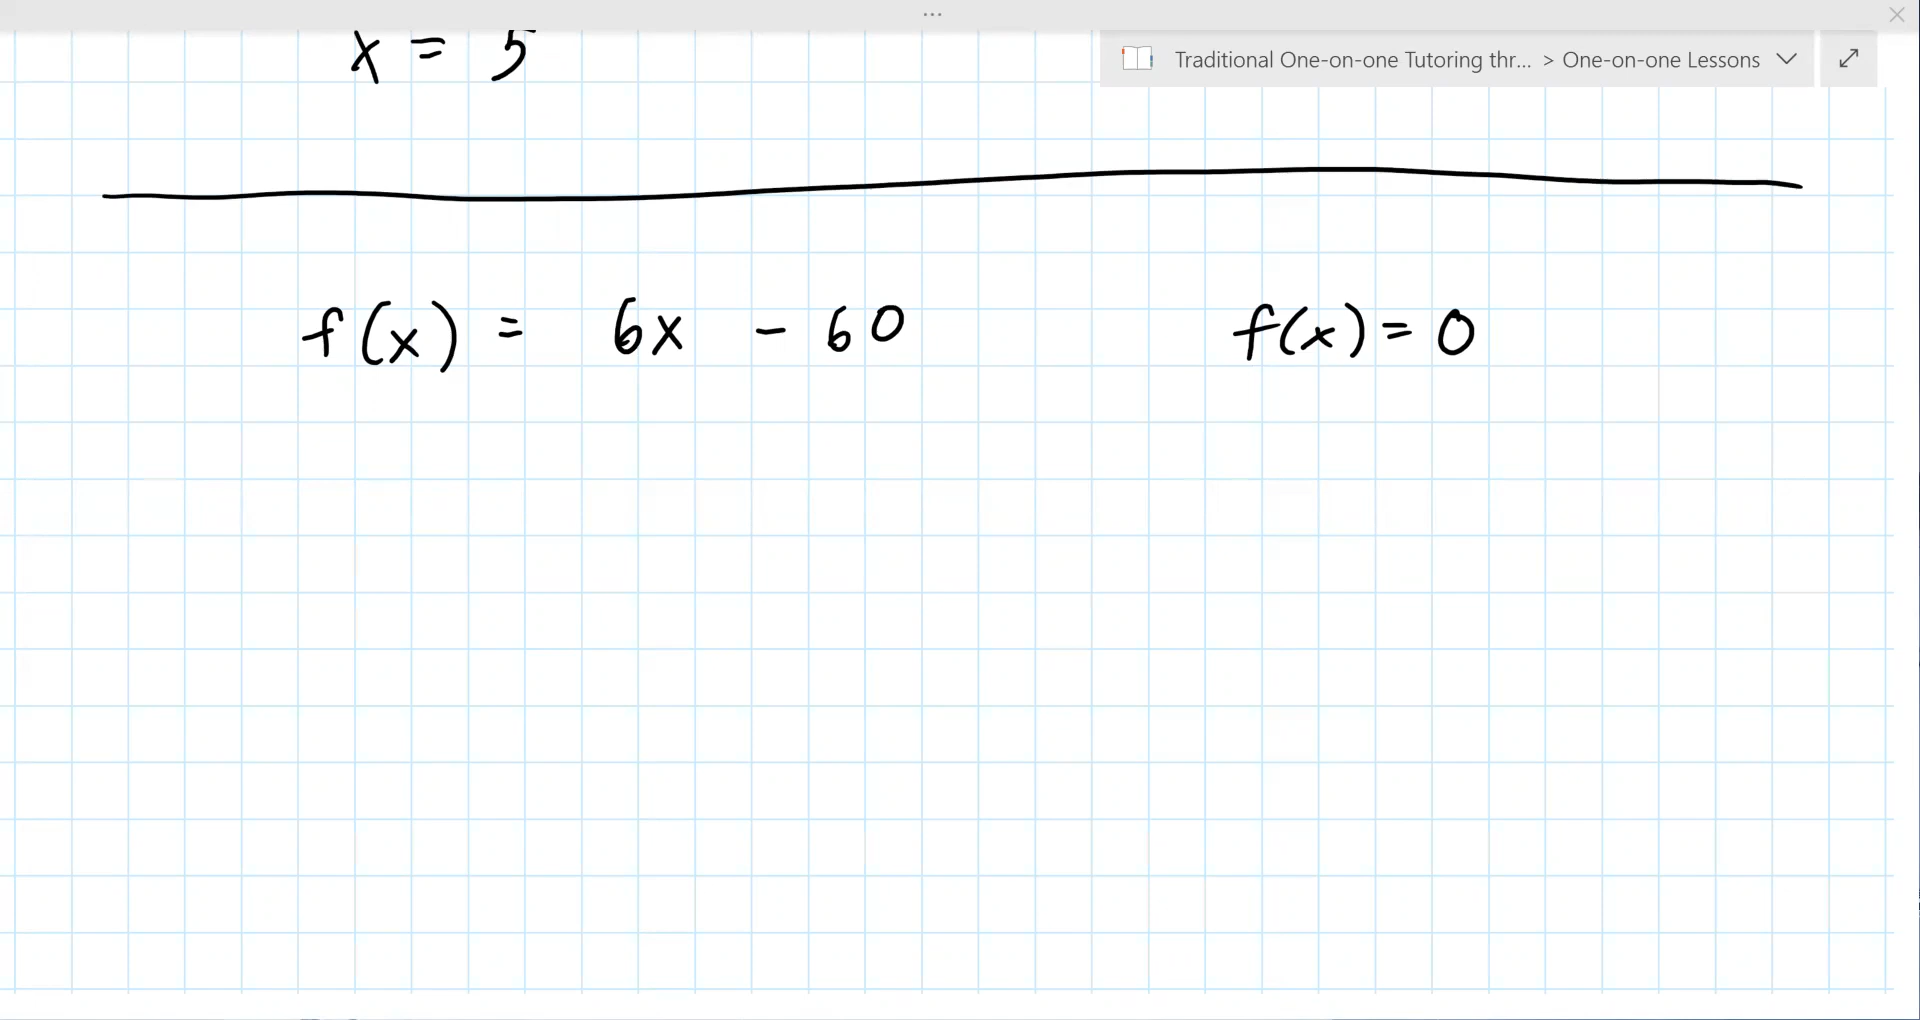 ...
x = 5
Traditional One-on-one Tutoring thr... > One-on-one Lessons
f(x) = 6x - 60
f(x) = 0